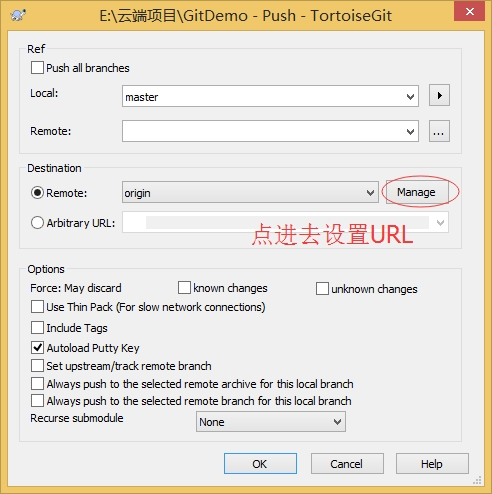 E:\云端项目\GitDemo - Push - TortoiseGit
Ref
Push all branches
Local:
master
Remote:
...
Destination
Remote:
origin
Manage
Arbitrary URL:
点进去设置URL
Options
Force: May discard
known changes
unknown changes
Use Thin Pack (For slow network connections)
Include Tags
Autoload Putty Key
Set upstream/track remote branch
Always push to the selected remote archive for this local branch
Always push to the selected remote branch for this local branch
Recurse submodule
None
OK
Cancel
Help